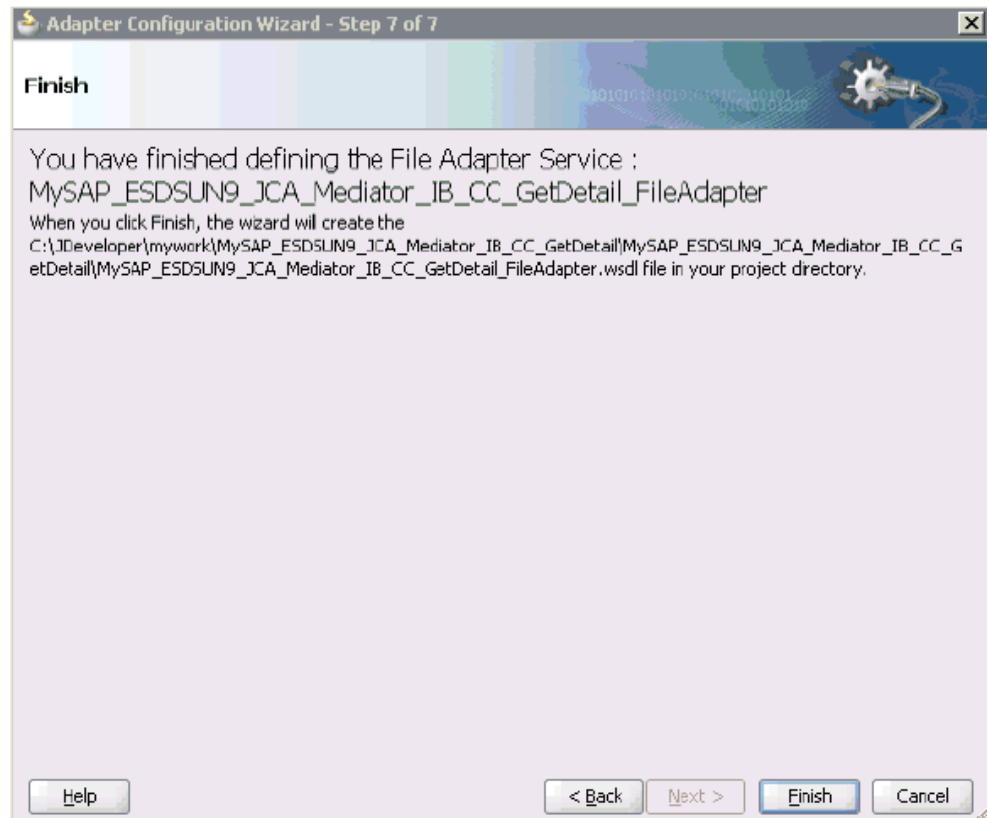 Adapter Configuration Wizard - Step 7 of 7
Finish
You have finished defining the File Adapter Service :
MySAP_ESDSUN9_JCA_Mediator_IB_CC_GetDetail_FileAdapter
When you click Finish, the wizard will create the
C:\JDeveloper\mywork\MySAP_ESDSUN9_JCA_Mediator_IB_CC_GetDetail\MySAP_ESDSUN9_JCA_Mediator_IB_CC_G
etDetail\MySAP_ESDSUN9_JCA_Mediator_IB_CC_GetDetail_FileAdapter.wsdl file in your project directory.
Help
< Back
Next >
Finish
Cancel